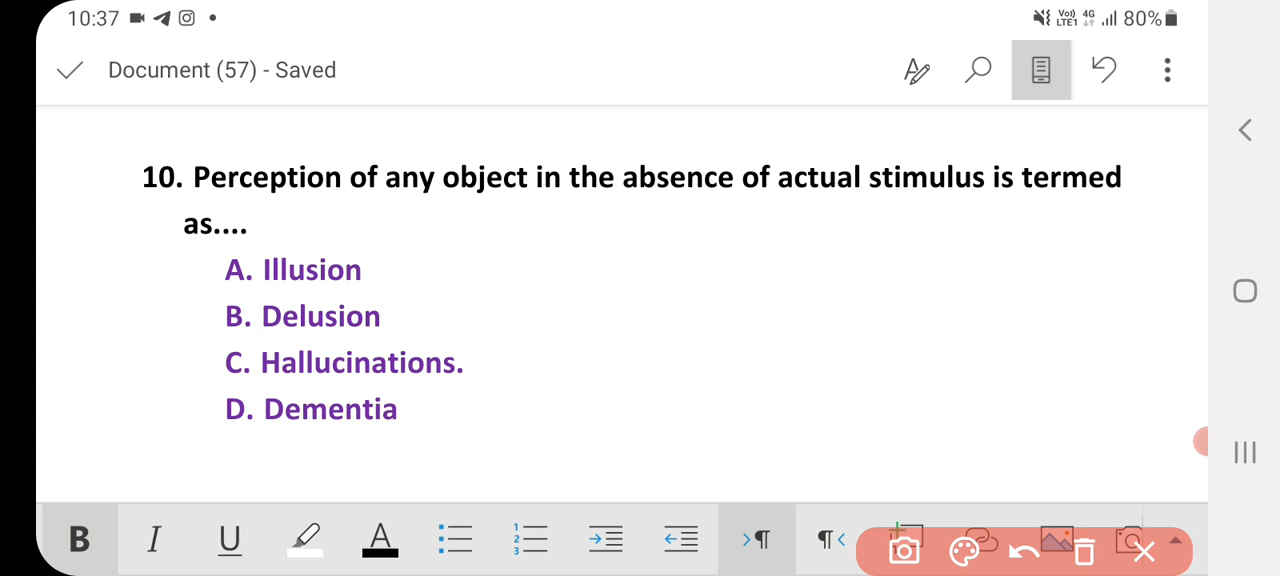 10:37
Vo)) 4G 80%
LTE1
Document (57) - Saved
10. Perception of any object in the absence of actual stimulus is termed
as....
A. Illusion
B. Delusion
C. Hallucinations.
D. Dementia
B I U A